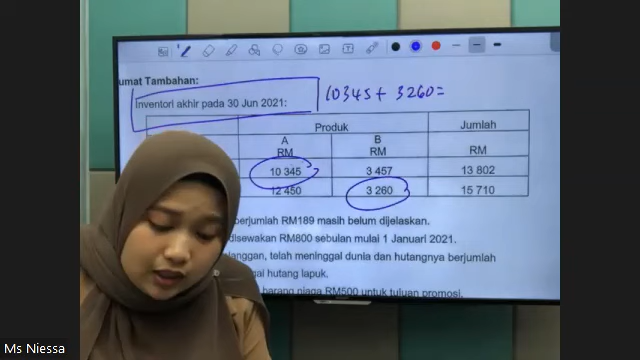 umat Tambahan:
Inventori akhir pada 30 Jun 2021:
10345 + 3260=
Produk
Jumlah
A
RM
B
RM
RM
10 345
3 457
13 802
12 450
3 260
15 710
berjumlah RM189 masih belum dijelaskan.
disewakan RM800 sebulan mulai 1 Januari 2021.
langgan, telah meninggal dunia dan hutangnya berjumlah
gai hutang lapuk.
barang niaga RM500 untuk tujuan promosi.
Ms Niessa